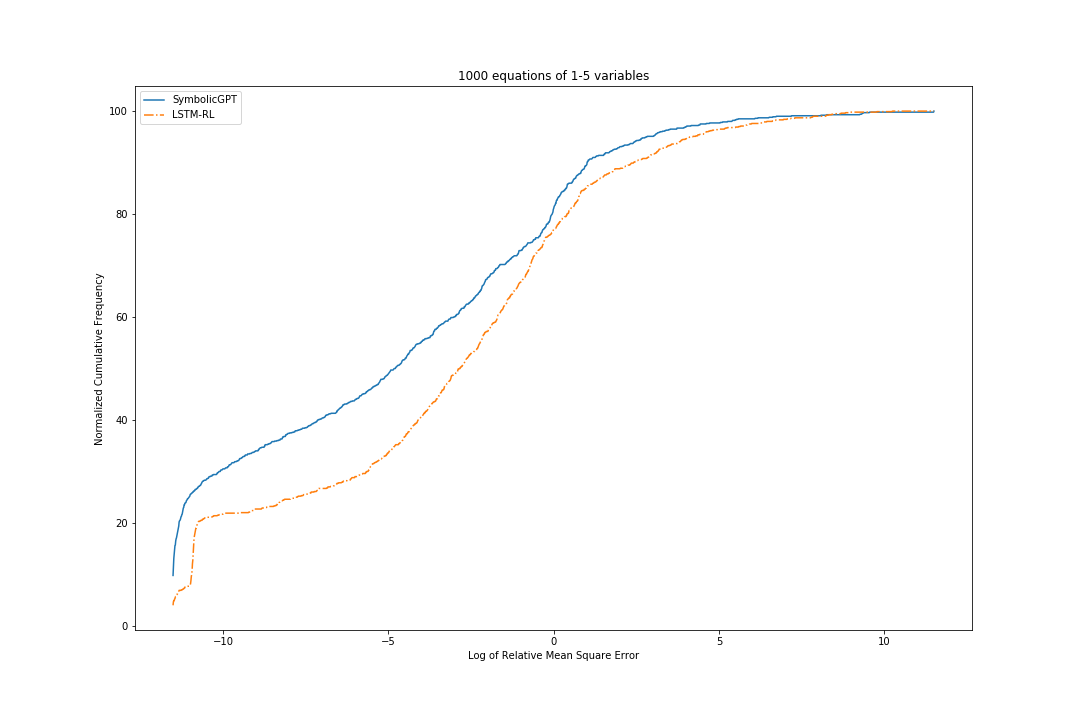 1000 equations of 1-5 variables
SymbolicGPT
LSTM-RL
Normalized Cumulative Frequency
100
80
60
40
20
0
−10 −5 0 5 10
Log of Relative Mean Square Error